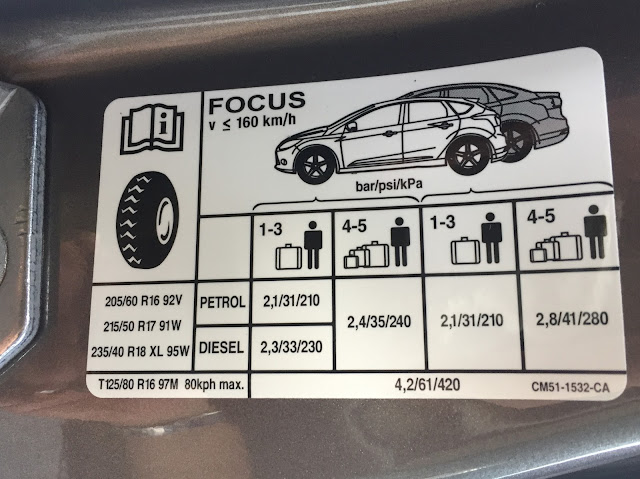 FOCUS
v ≤ 160 km/h
bar/psi/kPa
1-3 4-5 1-3 4-5
205/60 R16 92V
215/50 R17 91W
235/40 R18 XL 95W
PETROL 2,1/31/210
DIESEL 2,3/33/230
2,4/35/240 2,1/31/210 2,8/41/280
T125/80 R16 97M 80kph max. 4,2/61/420 CM51-1532-CA